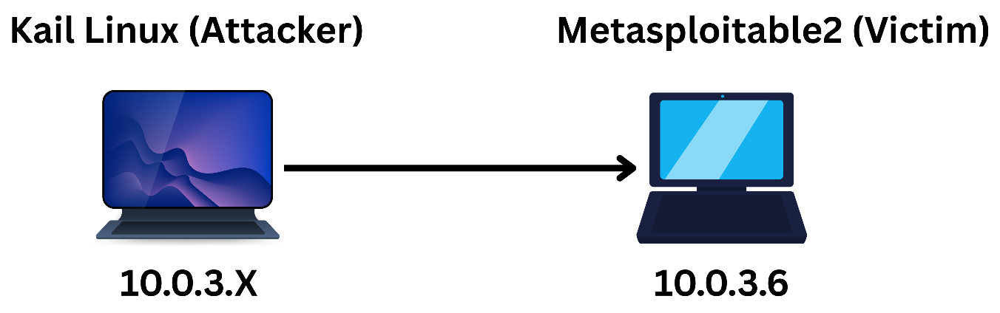 Kail Linux (Attacker)
Metasploitable2 (Victim)
10.0.3.X
10.0.3.6